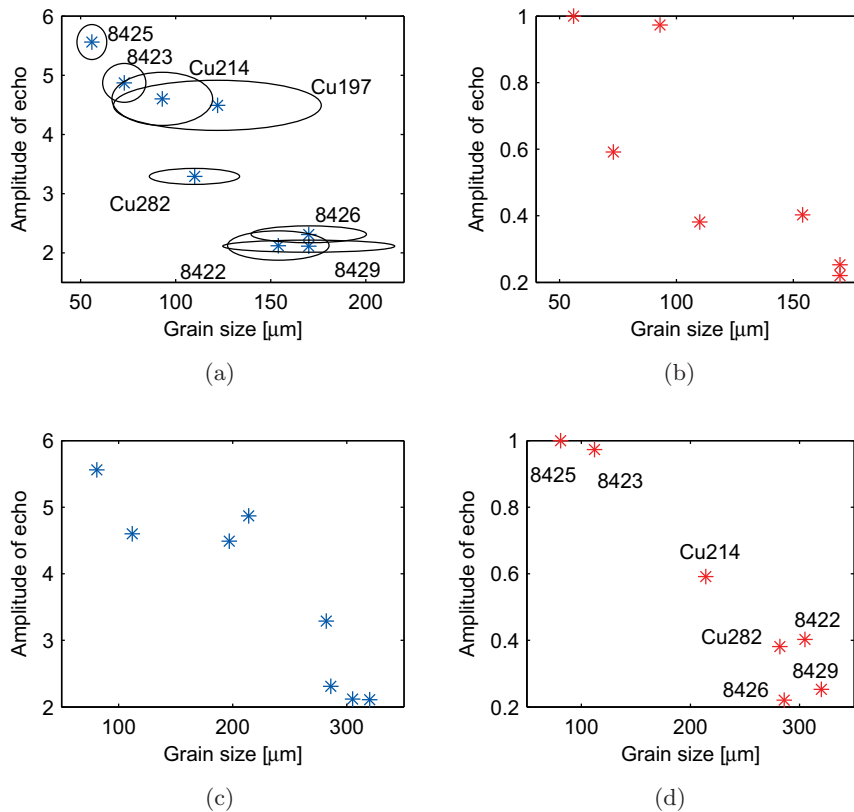 6
5
4
3
2
50
100
150
200
Amplitude of echo
Grain size [μm]
8425
8423
Cu214
Cu197
Cu282
8426
8422
8429
(a)
1
0.8
0.6
0.4
0.2
50
100
150
Amplitude of echo
Grain size [μm]
(b)
6
5
4
3
2
100
200
300
Amplitude of echo
Grain size [μm]
(c)
1
0.8
0.6
0.4
0.2
100
200
300
Amplitude of echo
Grain size [μm]
8425
8423
Cu214
8422
Cu282
8429
8426
(d)